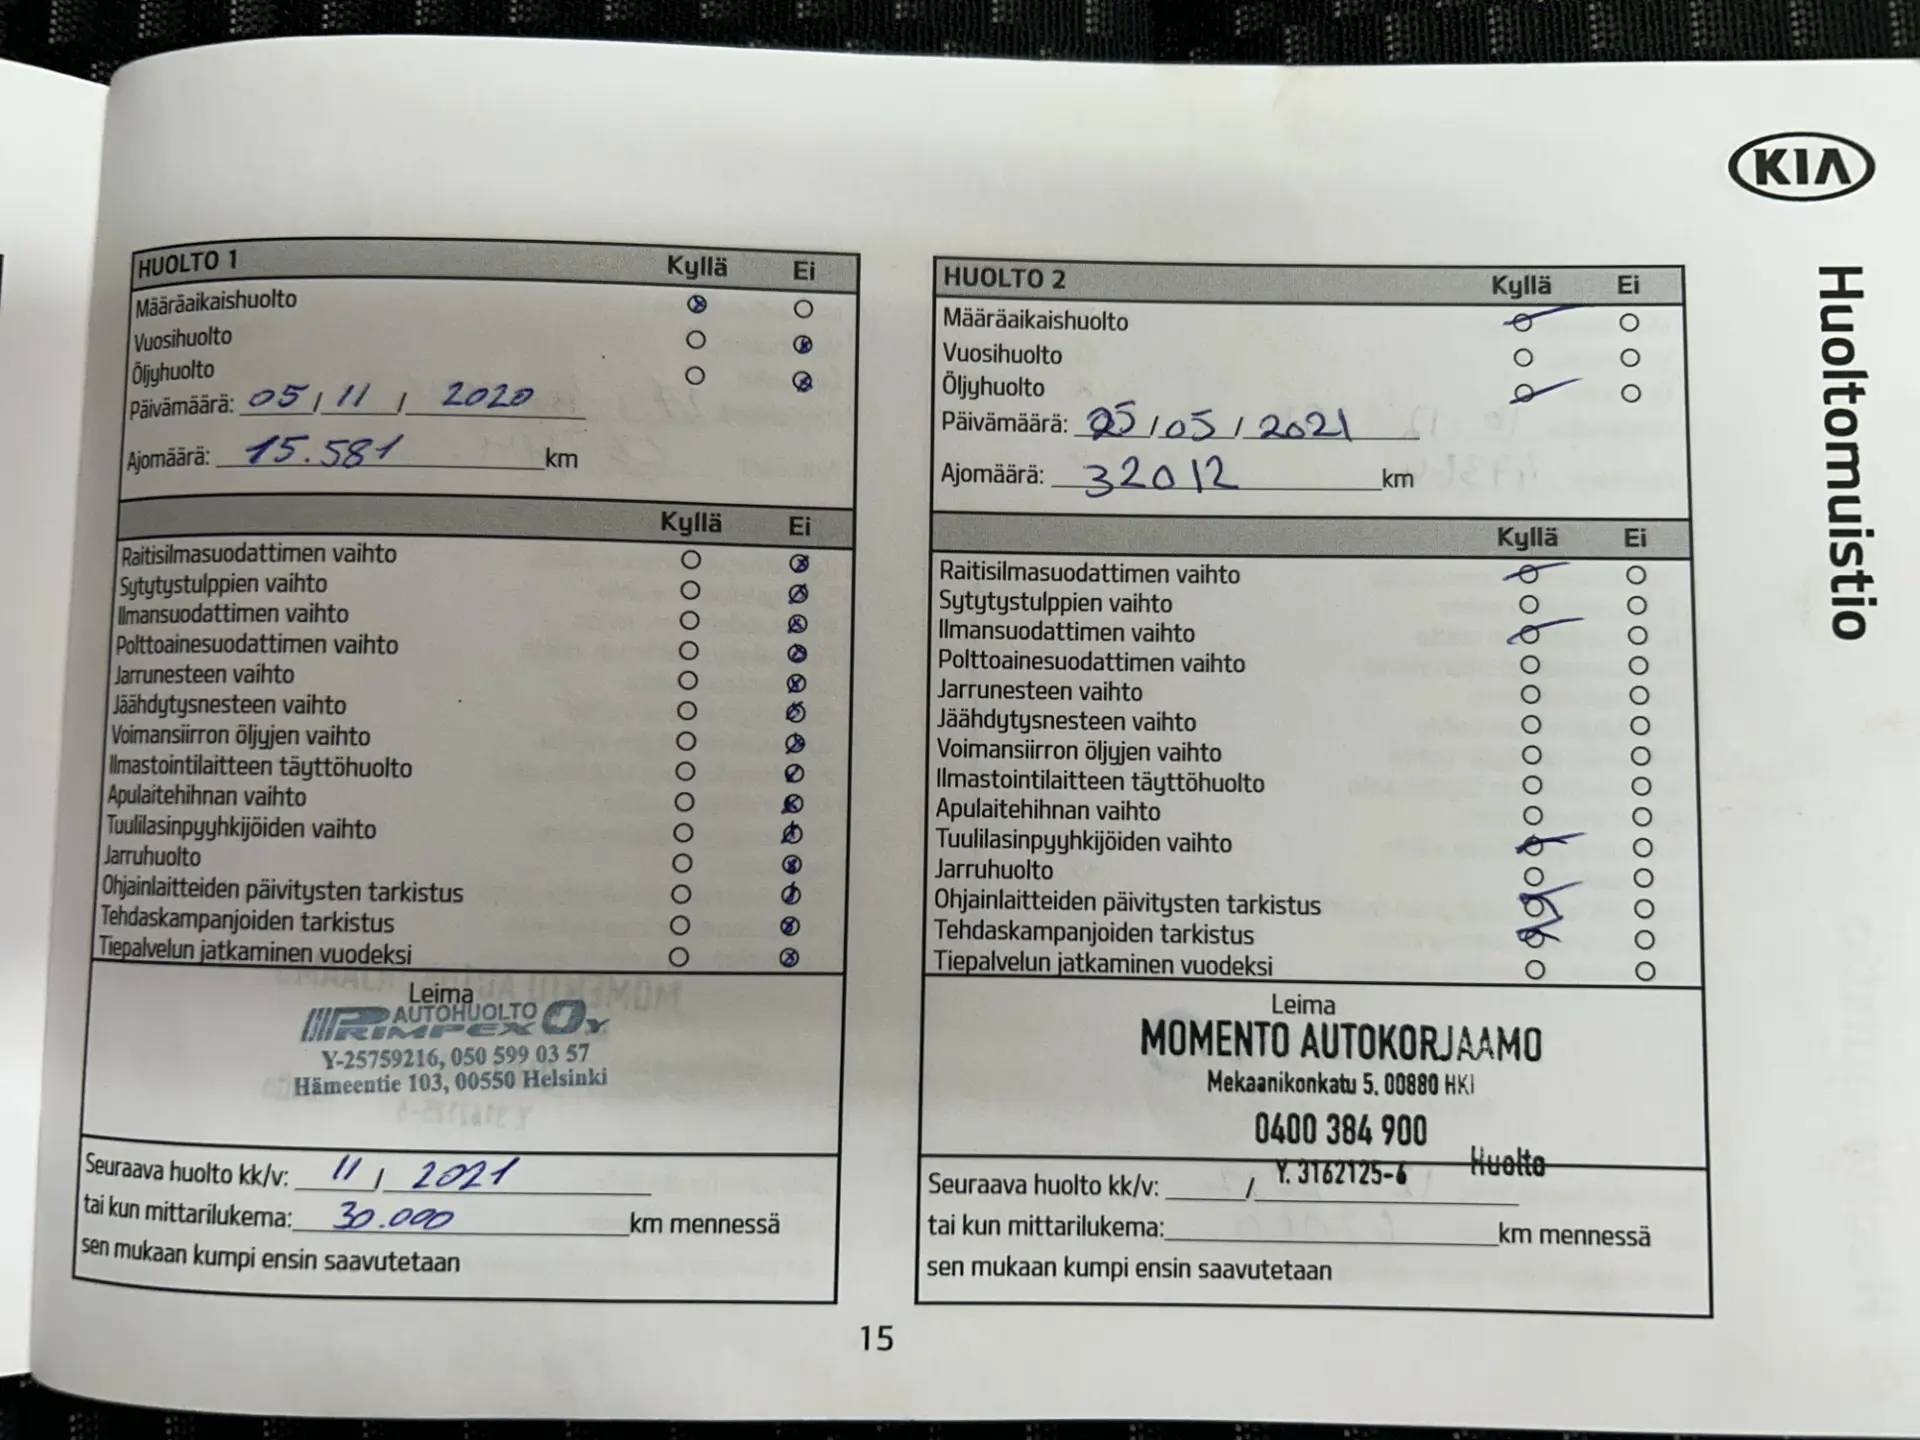 KIA
Huoltomuistio
HUOLTO 1 Kyllä Ei
Määräaikaishuolto
Vuosihuolto
Öljyhuolto
Päivämäärä: 05 / 11 / 2020
Ajomäärä: 15.581 km
Kyllä Ei
Raitisilmasuodattimen vaihto
Sytytystulppien vaihto
Ilmansuodattimen vaihto
Polttoainesuodattimen vaihto
Jarrunesteen vaihto
Jäähdytysnesteen vaihto
Voimansiirron öljyjen vaihto
Ilmastointilaitteen täyttöhuolto
Apulaitehihnan vaihto
Tuulilasinpyyhkijöiden vaihto
Jarruhuolto
Ohjainlaitteiden päivitysten tarkistus
Tehdaskampanjoiden tarkistus
Tiepalvelun jatkaminen vuodeksi
Leima
AUTOHUOLTO
PRIMPEX OY
Y-25759216, 050 599 03 57
Hämeentie 103, 00550 Helsinki
Seuraava huolto kk/v: 11 / 2021
tai kun mittarilukema: 30.000 km mennessä
sen mukaan kumpi ensin saavutetaan
HUOLTO 2 Kyllä Ei
Määräaikaishuolto
Vuosihuolto
Öljyhuolto
Päivämäärä: 25 / 05 / 2021
Ajomäärä: 32012 km
Kyllä Ei
Raitisilmasuodattimen vaihto
Sytytystulppien vaihto
Ilmansuodattimen vaihto
Polttoainesuodattimen vaihto
Jarrunesteen vaihto
Jäähdytysnesteen vaihto
Voimansiirron öljyjen vaihto
Ilmastointilaitteen täyttöhuolto
Apulaitehihnan vaihto
Tuulilasinpyyhkijöiden vaihto
Jarruhuolto
Ohjainlaitteiden päivitysten tarkistus
Tehdaskampanjoiden tarkistus
Tiepalvelun jatkaminen vuodeksi
Leima
MOMENTO AUTOKORJAAMO
Mekaanikonkatu 5, 00880 HKI
0400 384 900
Y. 3162125-6 Huolto
Seuraava huolto kk/v: /
tai kun mittarilukema: km mennessä
sen mukaan kumpi ensin saavutetaan
15